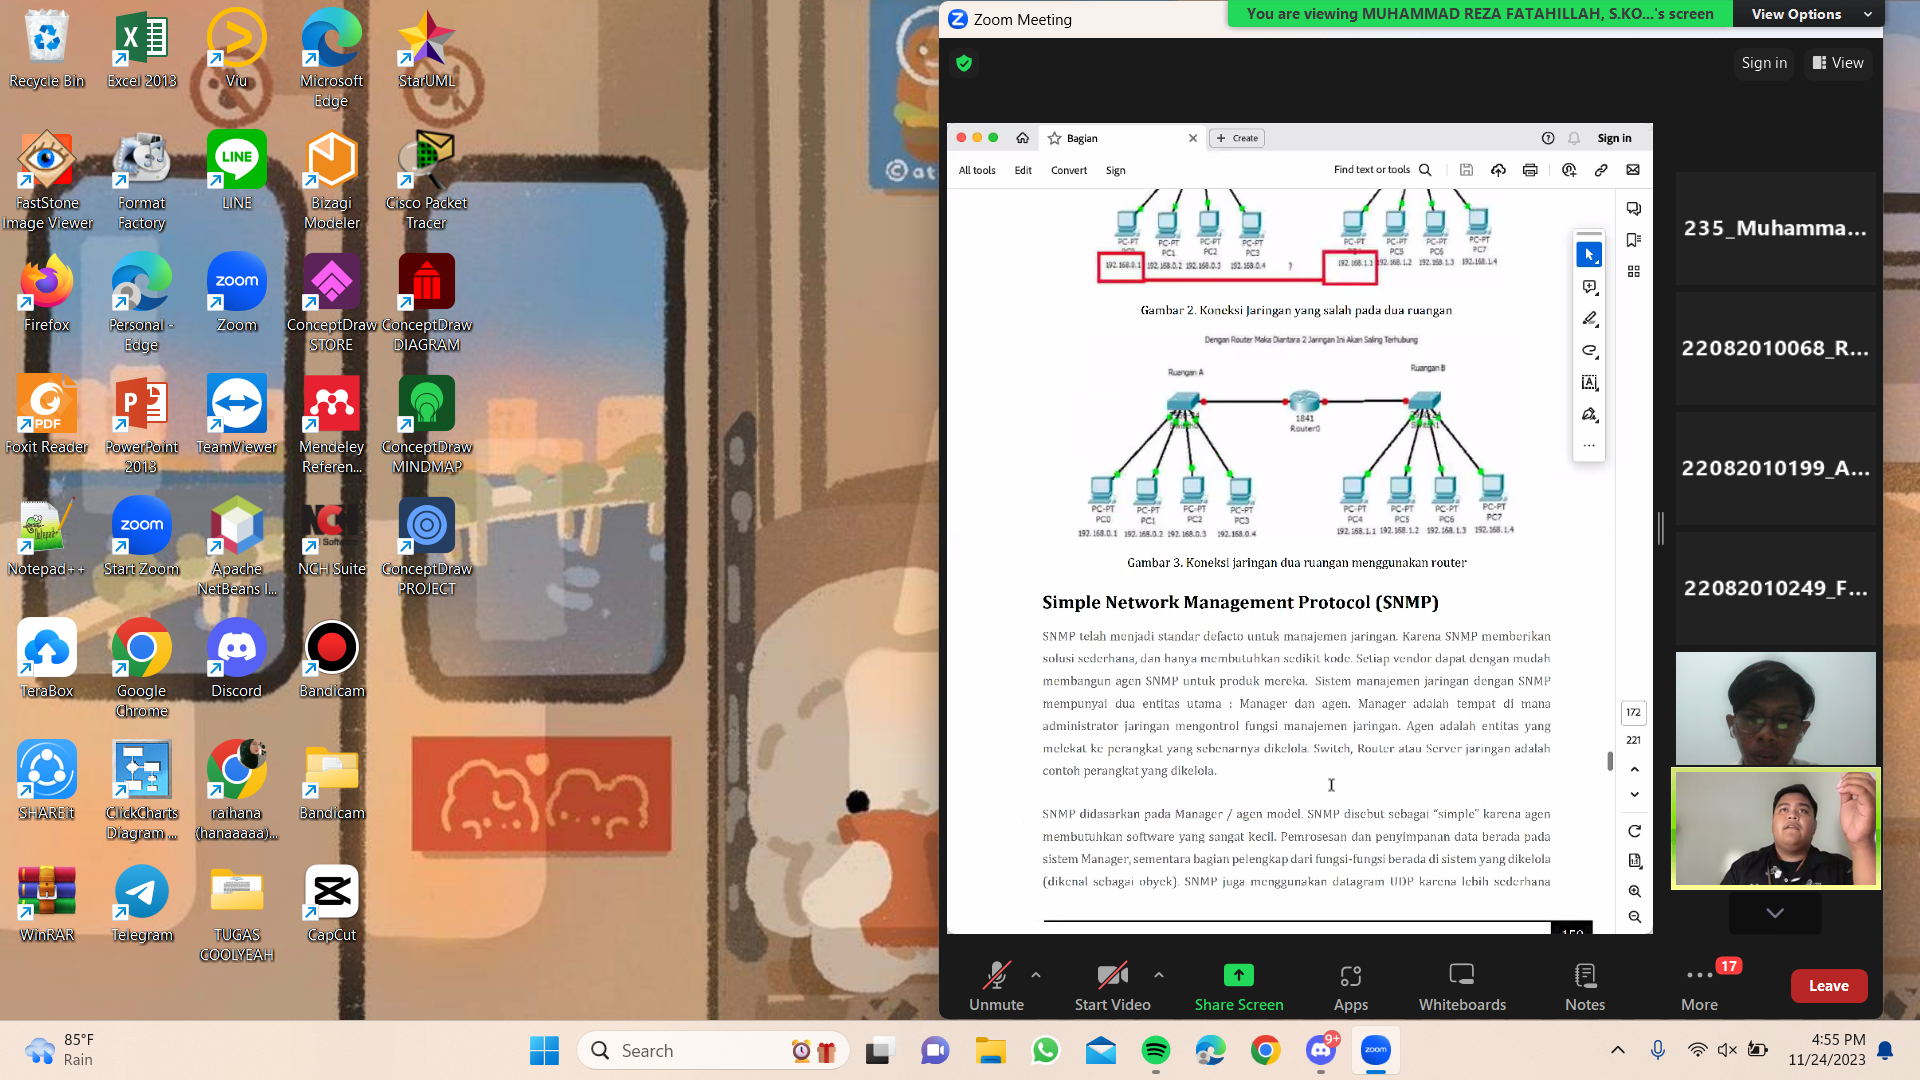 Recycle Bin
Excel 2013
Viu
Microsoft Edge
StarUML
FastStone Image Viewer
Format Factory
LINE
LINE
Bizagi Modeler
Cisco Packet Tracer
Firefox
Personal - Edge
zoom
Zoom
ConceptDraw STORE
ConceptDraw DIAGRAM
PDF
Foxit Reader
PowerPoint 2013
TeamViewer
Mendeley Referen...
ConceptDraw MINDMAP
Notepad++
zoom
Start Zoom
Apache NetBeans I...
NCH Suite
ConceptDraw PROJECT
TeraBox
Google Chrome
Discord
Bandicam
SHAREit
ClickCharts Diagram ...
raihana (hanaaaaa)...
Bandicam
WinRAR
Telegram
TUGAS COOLYEAH
CapCut
©at
Zoom Meeting
You are viewing MUHAMMAD REZA FATAHILLAH, S.KO...'s screen
View Options
Sign in
View
Bagian
+ Create
Sign in
All tools
Edit
Convert
Sign
Find text or tools
PC-PT PC-PT PC-PT PC-PT
PC1 PC2 PC3
192.168.0.1 192.168.0.2 192.168.0.3 192.168.0.4 ?
PC-PT PC-PT PC-PT PC-PT
PC5 PC6 PC7
192.168.1.1 192.168.1.2 192.168.1.3 192.168.1.4
Gambar 2. Koneksi Jaringan yang salah pada dua ruangan
Dengan Router Maka Diantara 2 Jaringan Ini Akan Saling Terhubung
Ruangan A
Ruangan B
1841
Router0
PC-PT PC-PT PC-PT PC-PT
PC0 PC1 PC2 PC3
192.168.0.1 192.168.0.2 192.168.0.3 192.168.0.4
PC-PT PC-PT PC-PT PC-PT
PC4 PC5 PC6 PC7
192.168.1.1 192.168.1.2 192.168.1.3 192.168.1.4
Gambar 3. Koneksi jaringan dua ruangan menggunakan router
Simple Network Management Protocol (SNMP)
SNMP telah menjadi standar defacto untuk manajemen jaringan. Karena SNMP memberikan
solusi sederhana, dan hanya membutuhkan sedikit kode. Setiap vendor dapat dengan mudah
membangun agen SNMP untuk produk mereka. Sistem manajemen jaringan dengan SNMP
mempunyai dua entitas utama : Manager dan agen. Manager adalah tempat di mana
administrator jaringan mengontrol fungsi manajemen jaringan. Agen adalah entitas yang
melekat ke perangkat yang sebenarnya dikelola. Switch, Router atau Server jaringan adalah
contoh perangkat yang dikelola.
SNMP didasarkan pada Manager / agen model. SNMP disebut sebagai “simple” karena agen
membutuhkan software yang sangat kecil. Pemrosesan dan penyimpanan data berada pada
sistem Manager, sementara bagian pelengkap dari fungsi-fungsi berada di sistem yang dikelola
(dikenal sebagai obyek). SNMP juga menggunakan datagram UDP karena lebih sederhana
172
221
235_Muhamma...
22082010068_R...
22082010199_A...
22082010249_F...
Unmute
Start Video
Share Screen
Apps
Whiteboards
Notes
17
More
Leave
85°F
Rain
Search
9+
zoom
4:55 PM
11/24/2023